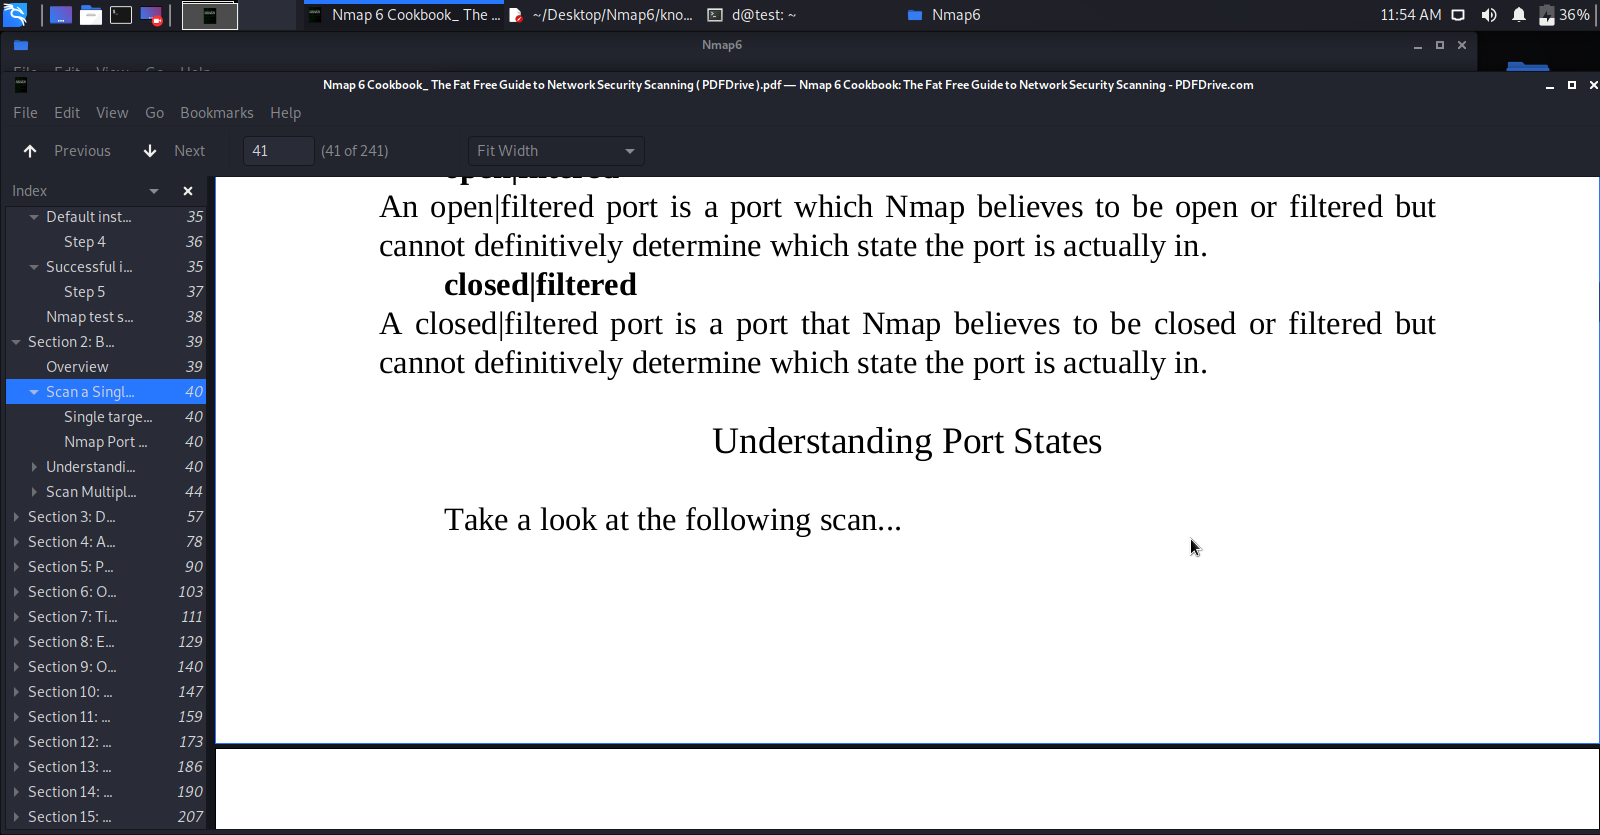 Nmap 6 Cookbook_ The ...
~/Desktop/Nmap6/kno...
d@test: ~
Nmap6
11:54 AM
36%
Nmap6
File Edit View Go Help
Nmap 6 Cookbook_ The Fat Free Guide to Network Security Scanning ( PDFDrive ).pdf — Nmap 6 Cookbook: The Fat Free Guide to Network Security Scanning - PDFDrive.com
File Edit View Go Bookmarks Help
Previous Next 41 (41 of 241) Fit Width
Index
Default inst... 35
Step 4 36
Successful i... 35
Step 5 37
Nmap test s... 38
Section 2: B... 39
Overview 39
Scan a Singl... 40
Single targe... 40
Nmap Port ... 40
Understandi... 40
Scan Multipl... 44
Section 3: D... 57
Section 4: A... 78
Section 5: P... 90
Section 6: O... 103
Section 7: Ti... 111
Section 8: E... 129
Section 9: O... 140
Section 10: ... 147
Section 11: ... 159
Section 12: ... 173
Section 13: ... 186
Section 14: ... 190
Section 15: ... 207
open|filtered
An open|filtered port is a port which Nmap believes to be open or filtered but
cannot definitively determine which state the port is actually in.
closed|filtered
A closed|filtered port is a port that Nmap believes to be closed or filtered but
cannot definitively determine which state the port is actually in.
Understanding Port States
Take a look at the following scan...